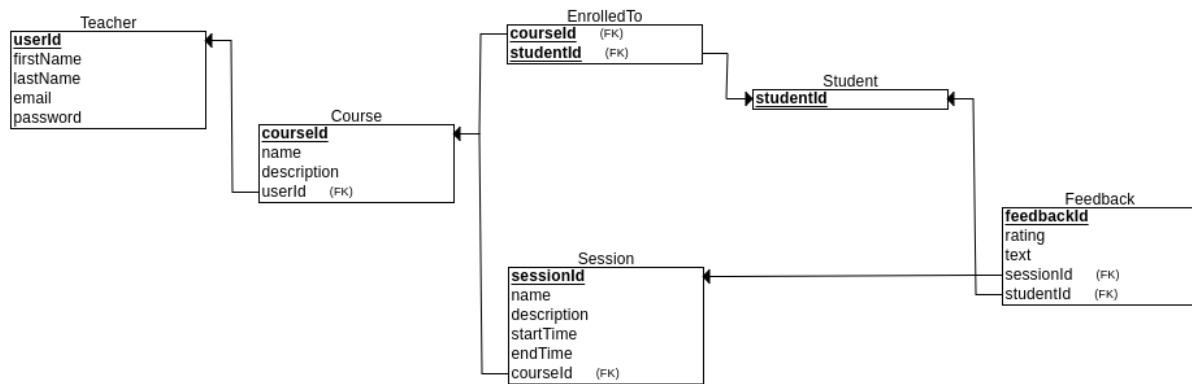 Teacher
userId
firstName
lastName
email
password
Course
courseId
name
description
userId (FK)
EnrolledTo
courseId (FK)
studentId (FK)
Student
studentId
Session
sessionId
name
description
startTime
endTime
courseId (FK)
Feedback
feedbackId
rating
text
sessionId (FK)
studentId (FK)